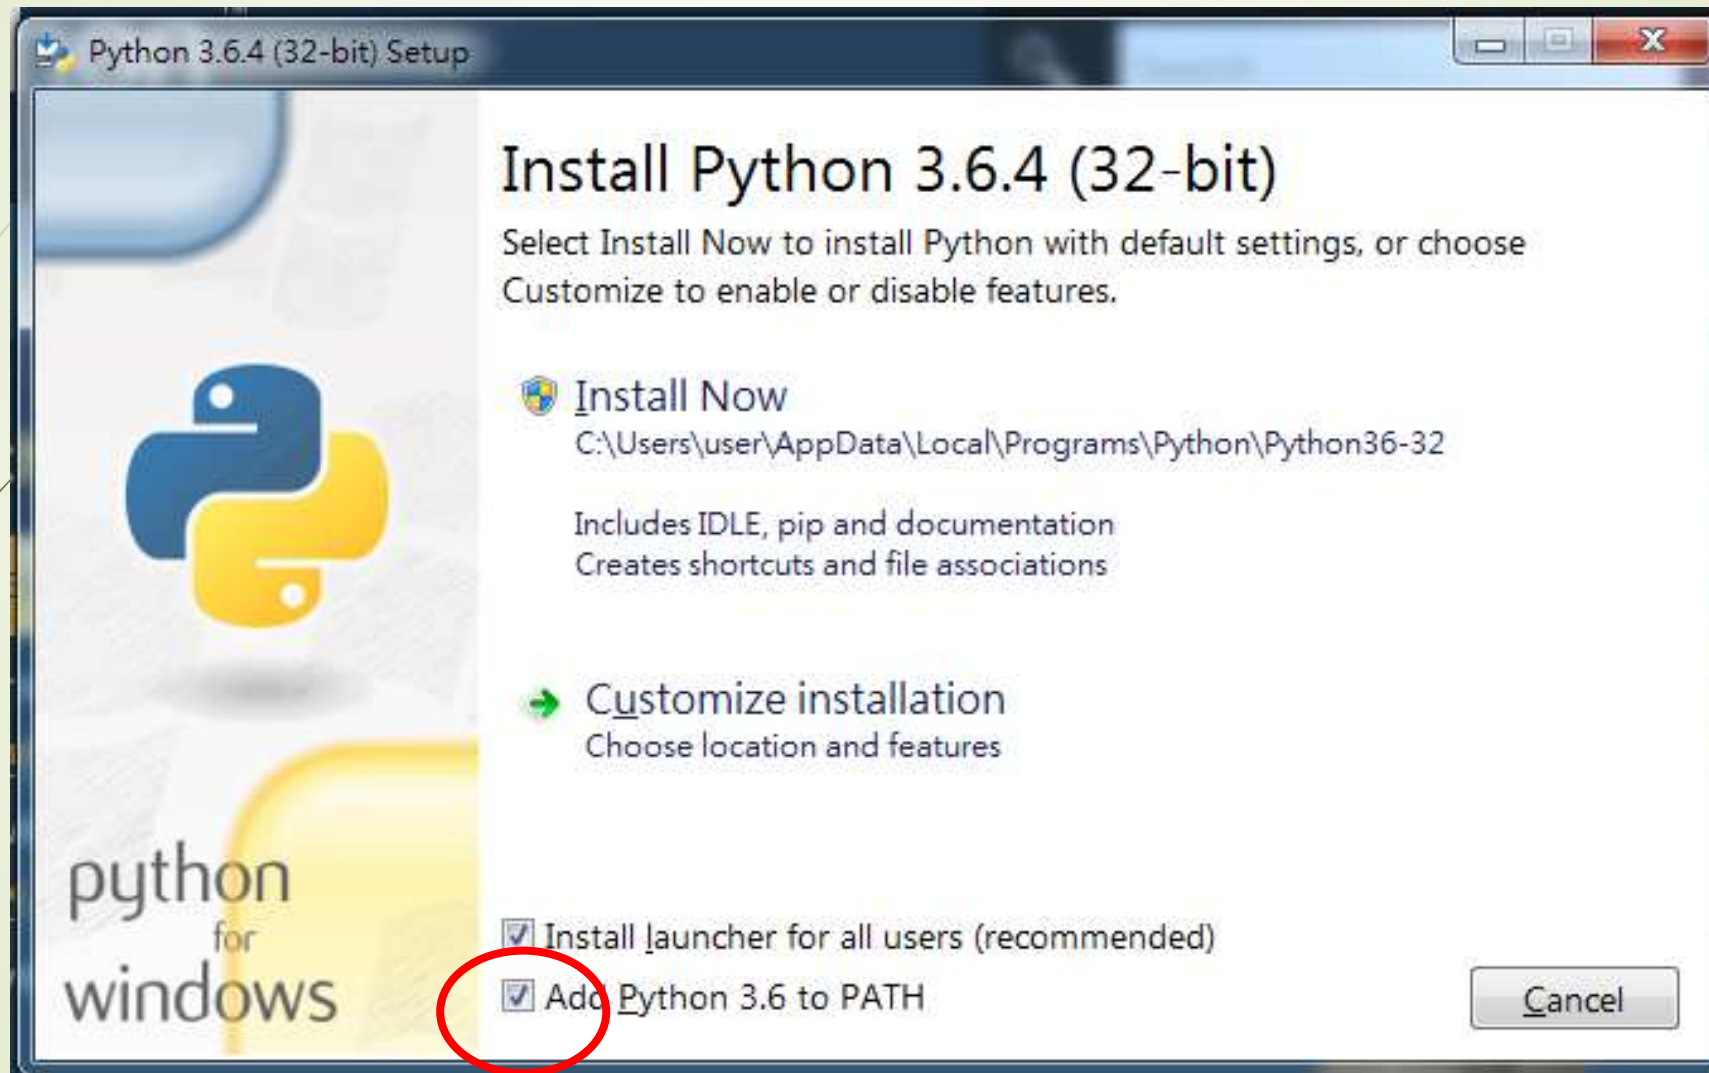 Python 3.6.4 (32-bit) Setup
Install Python 3.6.4 (32-bit)
Select Install Now to install Python with default settings, or choose
Customize to enable or disable features.
Install Now
C:\Users\user\AppData\Local\Programs\Python\Python36-32
Includes IDLE, pip and documentation
Creates shortcuts and file associations
Customize installation
Choose location and features
python
for
windows
Install launcher for all users (recommended)
Add Python 3.6 to PATH
Cancel